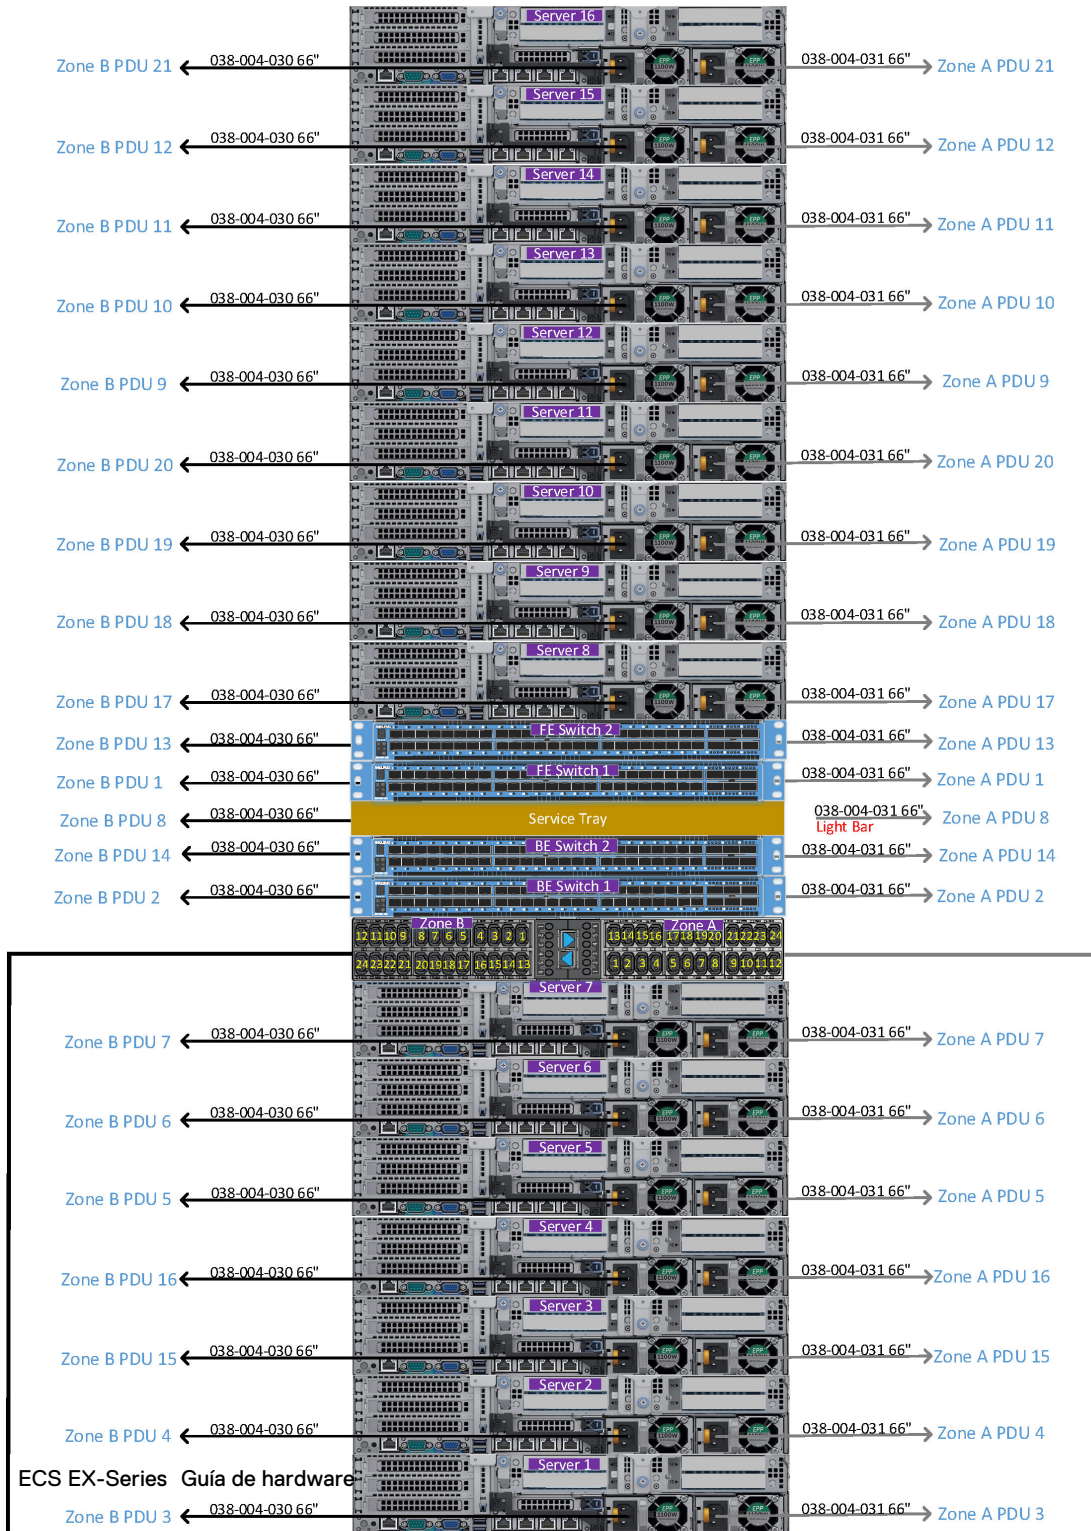 Server 16
Zone B PDU 21 038-004-030 66" 038-004-031 66" Zone A PDU 21
Server 15
Zone B PDU 12 038-004-030 66" 038-004-031 66" Zone A PDU 12
Server 14
Zone B PDU 11 038-004-030 66" 038-004-031 66" Zone A PDU 11
Server 13
Zone B PDU 10 038-004-030 66" 038-004-031 66" Zone A PDU 10
Server 12
Zone B PDU 9 038-004-030 66" 038-004-031 66" Zone A PDU 9
Server 11
Zone B PDU 20 038-004-030 66" 038-004-031 66" Zone A PDU 20
Server 10
Zone B PDU 19 038-004-030 66" 038-004-031 66" Zone A PDU 19
Server 9
Zone B PDU 18 038-004-030 66" 038-004-031 66" Zone A PDU 18
Server 8
Zone B PDU 17 038-004-030 66" 038-004-031 66" Zone A PDU 17
FE Switch 2
Zone B PDU 13 038-004-030 66" 038-004-031 66" Zone A PDU 13
FE Switch 1
Zone B PDU 1 038-004-030 66" 038-004-031 66" Zone A PDU 1
Zone B PDU 8 038-004-030 66" Service Tray 038-004-031 66" Zone A PDU 8
Light Bar
BE Switch 2
Zone B PDU 14 038-004-030 66" 038-004-031 66" Zone A PDU 14
BE Switch 1
Zone B PDU 2 038-004-030 66" 038-004-031 66" Zone A PDU 2
Zone B Zone A
12 11 10 9 8 7 6 5 4 3 2 1 13 14 15 16 17 18 19 20 21 22 23 24
24 23 22 21 20 19 18 17 16 15 14 13 1 2 3 4 5 6 7 8 9 10 11 12
Server 7
Zone B PDU 7 038-004-030 66" 038-004-031 66" Zone A PDU 7
Server 6
Zone B PDU 6 038-004-030 66" 038-004-031 66" Zone A PDU 6
Server 5
Zone B PDU 5 038-004-030 66" 038-004-031 66" Zone A PDU 5
Server 4
Zone B PDU 16 038-004-030 66" 038-004-031 66" Zone A PDU 16
Server 3
Zone B PDU 15 038-004-030 66" 038-004-031 66" Zone A PDU 15
Server 2
Zone B PDU 4 038-004-030 66" 038-004-031 66" Zone A PDU 4
Server 1
ECS EX-Series Guía de hardware
Zone B PDU 3 038-004-030 66" 038-004-031 66" Zone A PDU 3